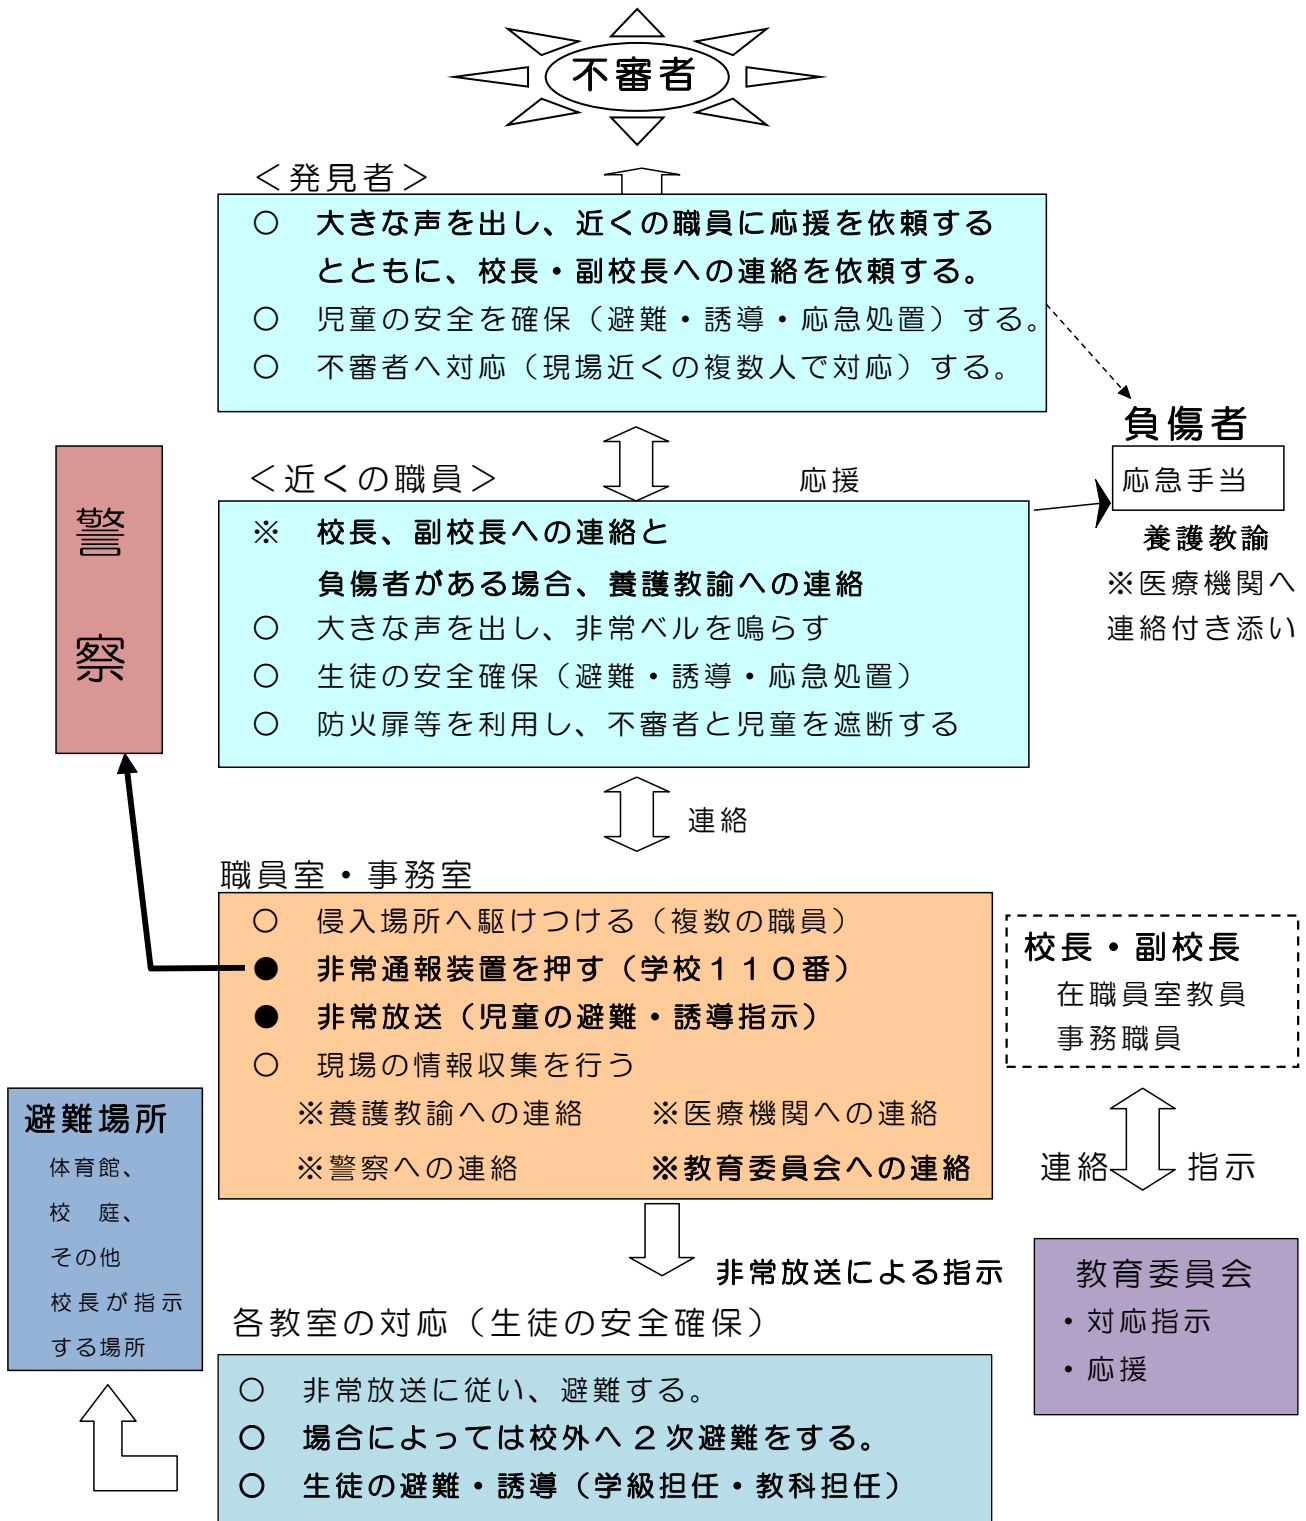 不審者
＜発見者＞
○　大きな声を出し、近くの職員に応援を依頼する
とともに、校長・副校長への連絡を依頼する。
○　児童の安全を確保（避難・誘導・応急処置）する。
○　不審者へ対応（現場近くの複数人で対応）する。
負傷者
応急手当
養護教諭
※医療機関へ
連絡付き添い
警
察
＜近くの職員＞
応援
※　校長、副校長への連絡と
負傷者がある場合、養護教諭への連絡
○　大きな声を出し、非常ベルを鳴らす
○　生徒の安全確保（避難・誘導・応急処置）
○　防火扉等を利用し、不審者と児童を遮断する
連絡
職員室・事務室
○　侵入場所へ駆けつける（複数の職員）
●　非常通報装置を押す（学校１１０番）
●　非常放送（児童の避難・誘導指示）
○　現場の情報収集を行う
※養護教諭への連絡　　※医療機関への連絡
※警察への連絡　　※教育委員会への連絡
校長・副校長
在職員室教員
事務職員
連絡　指示
教育委員会
・対応指示
・応援
避難場所
体育館、
校　庭、
その他
校長が指示
する場所
非常放送による指示
各教室の対応（生徒の安全確保）
○　非常放送に従い、避難する。
○　場合によっては校外へ２次避難をする。
○　生徒の避難・誘導（学級担任・教科担任）